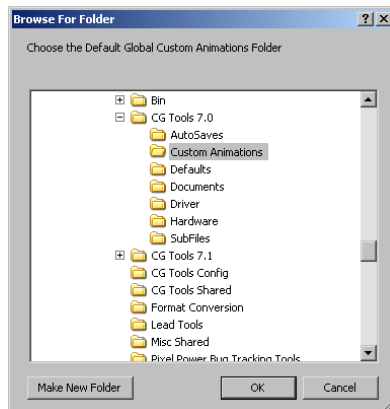 Browse For Folder
Choose the Default Global Custom Animations Folder
Bin
CG Tools 7.0
AutoSaves
Custom Animations
Defaults
Documents
Driver
Hardware
SubFiles
CG Tools 7.1
CG Tools Config
CG Tools Shared
Format Conversion
Lead Tools
Misc Shared
Pixel Power Bug Tracking Tools
Make New Folder
OK
Cancel